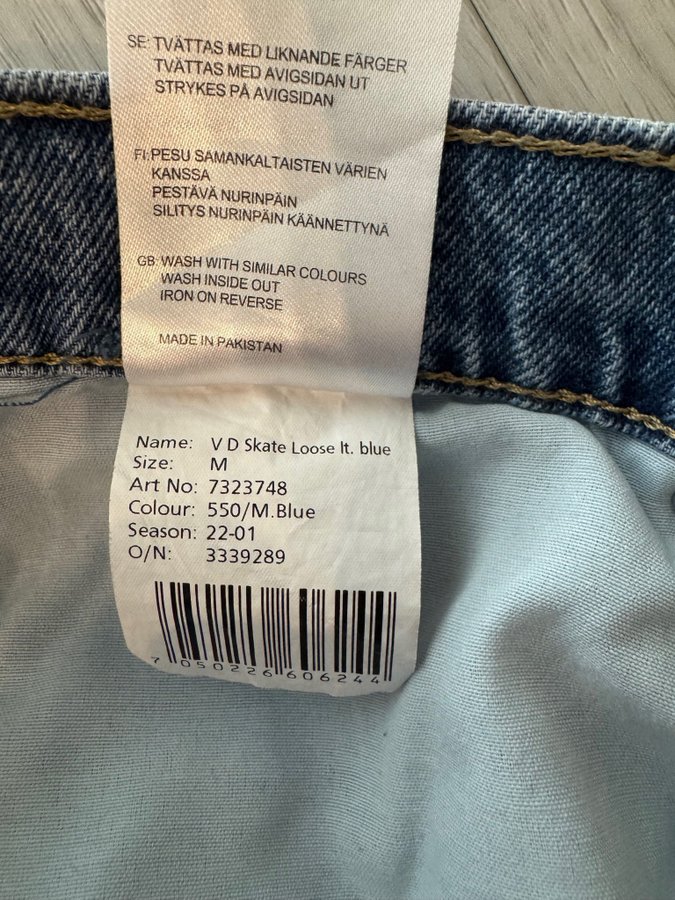 SE: TVÄTTAS MED LIKNANDE FÄRGER
TVÄTTAS MED AVIGSIDAN UT
STRYKES PÅ AVIGSIDAN
FI: PESU SAMANKALTAISTEN VÄRIEN
KANSSA
PESTÄVÄ NURINPÄIN
SILITYS NURINPÄIN KÄÄNNETTYNÄ
GB: WASH WITH SIMILAR COLOURS
WASH INSIDE OUT
IRON ON REVERSE
MADE IN PAKISTAN
Name: V D Skate Loose lt. blue
Size: M
Art No: 7323748
Colour: 550/M.Blue
Season: 22-01
O/N: 3339289
7 050226 606244